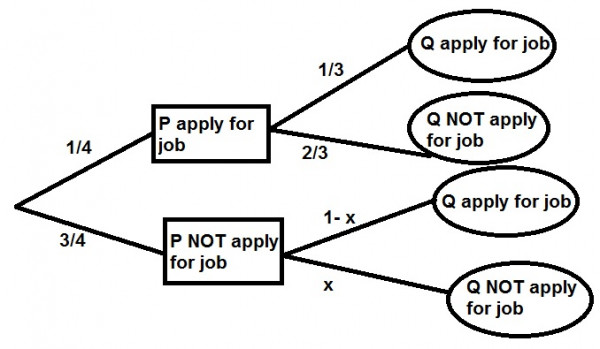 Q apply for job
1/3
P apply for
job
Q NOT apply
for job
1/4
2/3
Q apply for job
1- x
3/4
P NOT apply
for job
x
Q NOT apply
for job